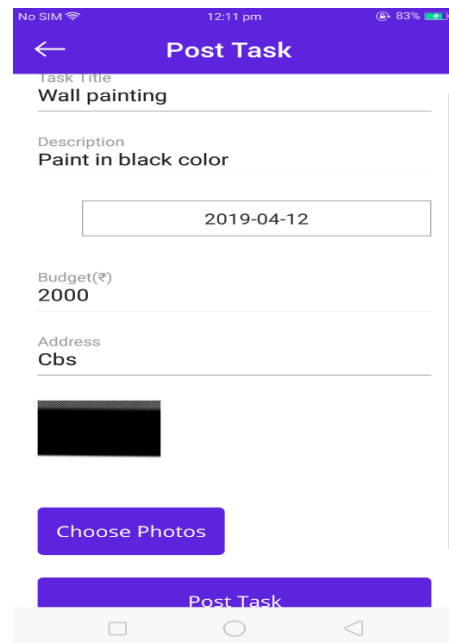 No SIM 12:11 pm 83%
Post Task
Task Title
Wall painting
Description
Paint in black color
2019-04-12
Budget(₹)
2000
Address
Cbs
Choose Photos
Post Task